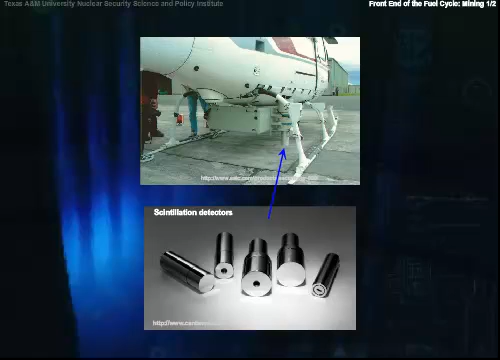 Texas A&M University Nuclear Security Science and Policy Institute
Front End of the Fuel Cycle: Mining 1/2
Scintillation detectors